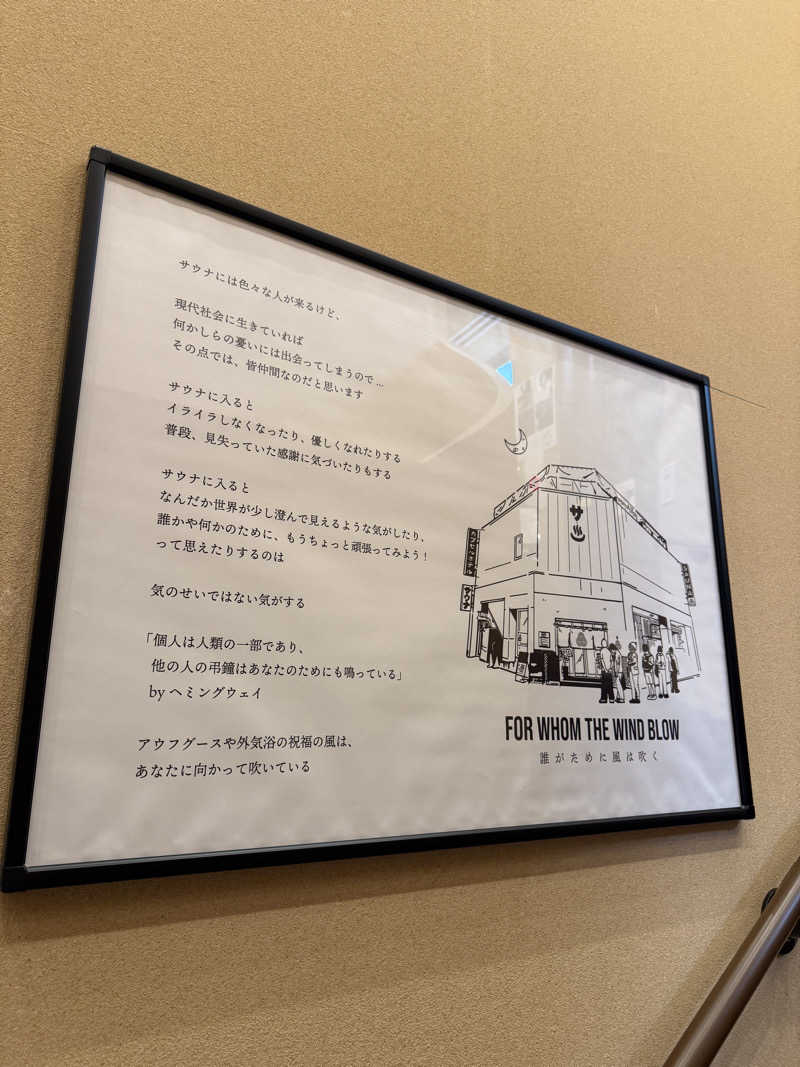 サウナには色々な人が来るけど、
現代社会に生きていれば
何かしらの憂いには出会ってしまうので...
その点では、皆仲間なのだと思います
サウナに入ると
イライラしなくなったり、優しくなれたりする
普段、見失っていた感謝に気づいたりもする
サウナに入ると
なんだか世界が少し澄んで見えるような気がしたり、
誰かや何かのために、もうちょっと頑張ってみよう！
って思えたりするのは
気のせいではない気がする
「個人は人類の一部であり、
他の人の弔鐘はあなたのためにも鳴っている」
by ヘミングウェイ
アウフグースや外気浴の祝福の風は、
あなたに向かって吹いている
サ
カプセルホテル
サウナ
FOR WHOM THE WIND BLOW
誰がために風は吹く